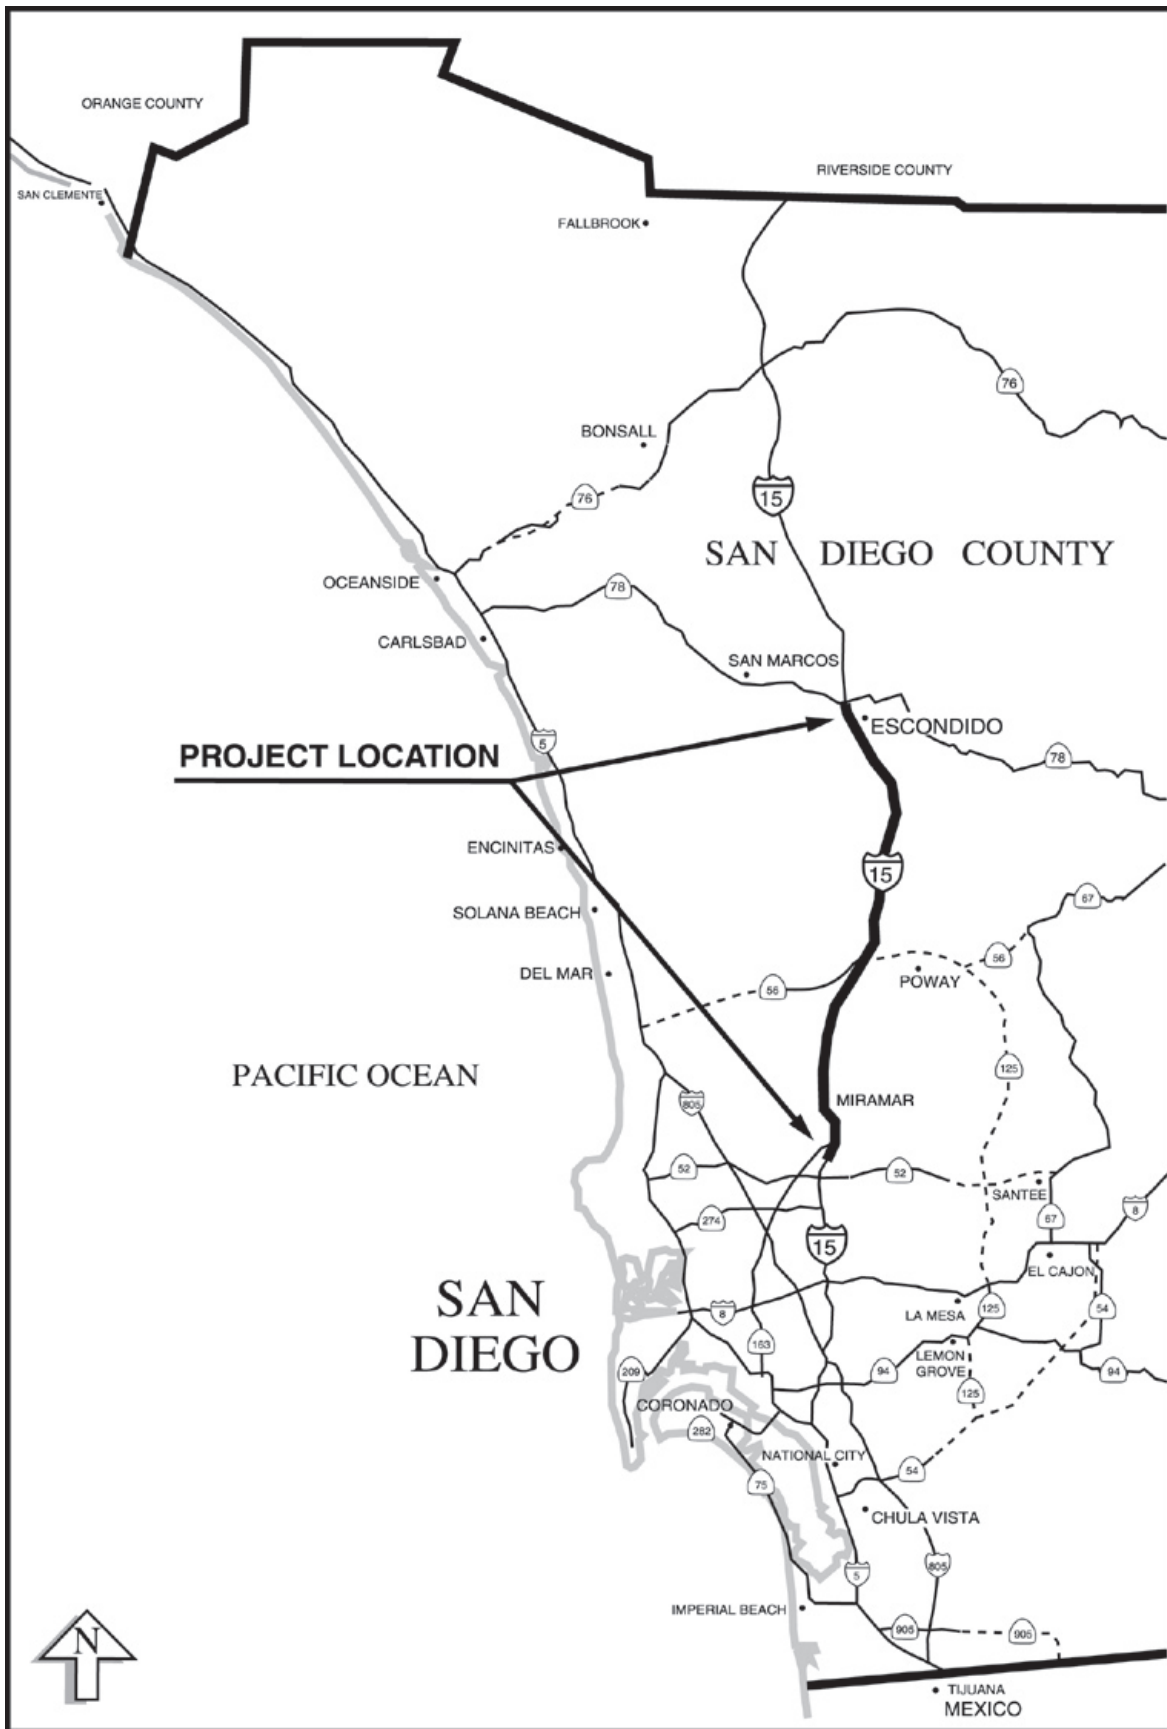 ORANGE COUNTY
RIVERSIDE COUNTY
SAN CLEMENTE
FALLBROOK
76
BONSALL
76
15
SAN DIEGO COUNTY
OCEANSIDE
78
CARLSBAD
SAN MARCOS
ESCONDIDO
5
PROJECT LOCATION
78
ENCINITAS
15
67
SOLANA BEACH
56
DEL MAR
POWAY
56
125
PACIFIC OCEAN
805
MIRAMAR
52
52
SANTEE
8
274
67
15
EL CAJON
SAN
DIEGO
8
LA MESA
125
54
163
LEMON
GROVE
209
94
94
125
CORONADO
282
NATIONAL CITY
54
75
CHULA VISTA
805
5
IMPERIAL BEACH
905
905
N
TIJUANA
MEXICO